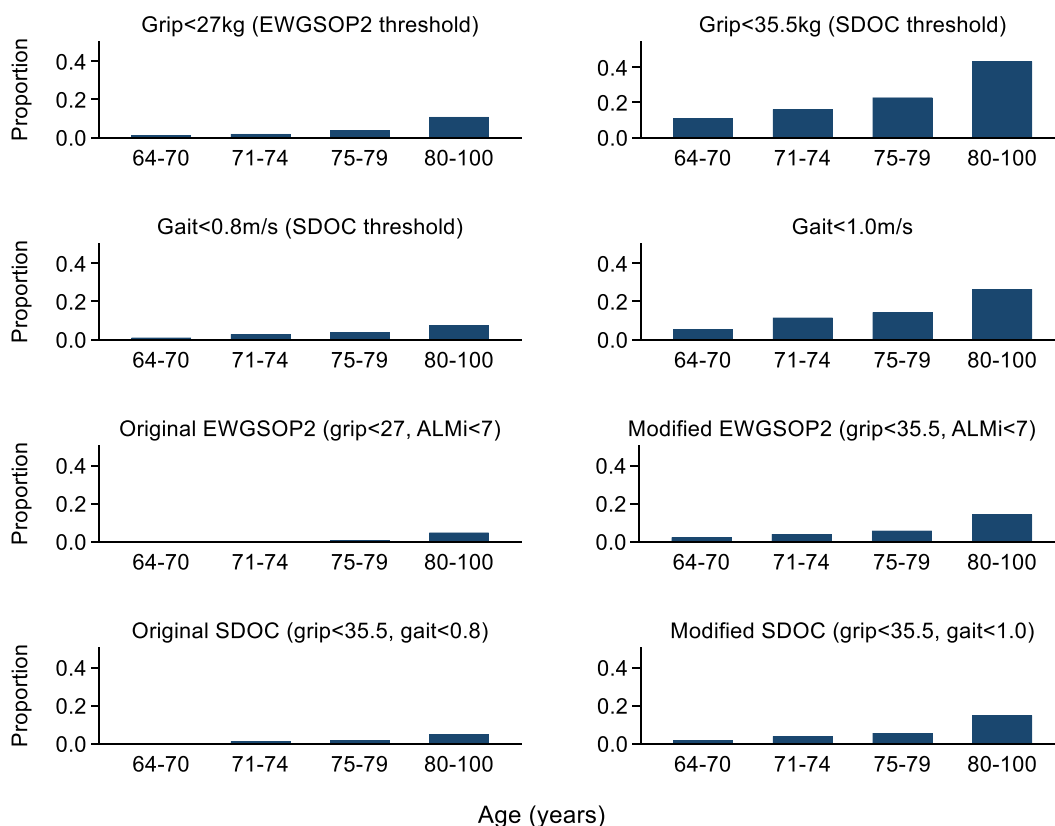 Grip<27kg (EWGSOP2 threshold)
Proportion
0.4
0.2
0.0
64-70 71-74 75-79 80-100
Grip<35.5kg (SDOC threshold)
0.4
0.2
0.0
64-70 71-74 75-79 80-100
Gait<0.8m/s (SDOC threshold)
Proportion
0.4
0.2
0.0
64-70 71-74 75-79 80-100
Gait<1.0m/s
0.4
0.2
0.0
64-70 71-74 75-79 80-100
Original EWGSOP2 (grip<27, ALMi<7)
Proportion
0.4
0.2
0.0
64-70 71-74 75-79 80-100
Modified EWGSOP2 (grip<35.5, ALMi<7)
0.4
0.2
0.0
64-70 71-74 75-79 80-100
Original SDOC (grip<35.5, gait<0.8)
Proportion
0.4
0.2
0.0
64-70 71-74 75-79 80-100
Modified SDOC (grip<35.5, gait<1.0)
0.4
0.2
0.0
64-70 71-74 75-79 80-100
Age (years)